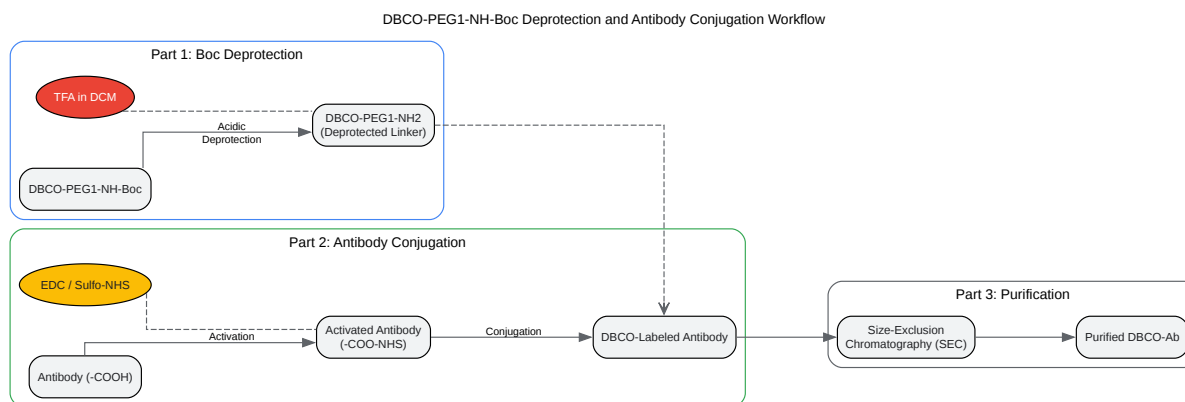 DBCO-PEG1-NH-Boc Deprotection and Antibody Conjugation Workflow
Part 1: Boc Deprotection
TFA in DCM
DBCO-PEG1-NH2
(Deprotected Linker)
Acidic
Deprotection
DBCO-PEG1-NH-Boc
Part 2: Antibody Conjugation
EDC / Sulfo-NHS
Activated Antibody
(-COO-NHS)
Activation
Antibody (-COOH)
Conjugation
DBCO-Labeled Antibody
Part 3: Purification
Size-Exclusion
Chromatography (SEC)
Purified DBCO-Ab